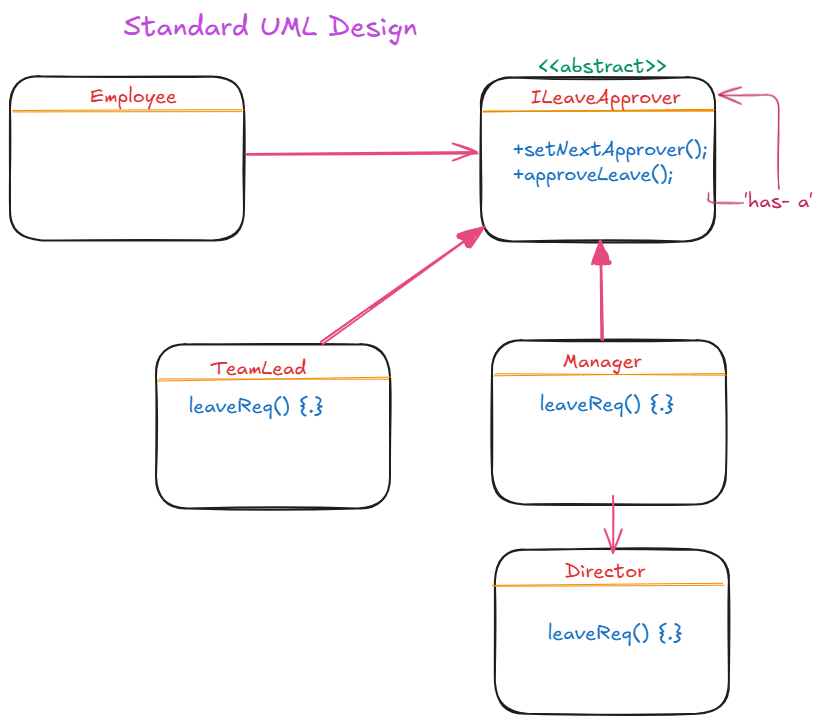 Standard UML Design
<<abstract>>
Employee
ILeaveApprover
+setNextApprover();
+approveLeave();
'has- a'
TeamLead
leaveReq() {.}
Manager
leaveReq() {.}
Director
leaveReq() {.}